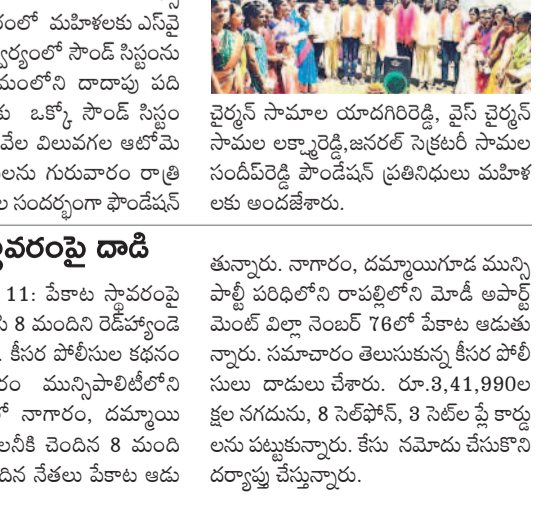 రంలో మహిళలకు ఎస్‌వై
ర్యంలో సౌండ్ సిస్టంను
మంలోని దాదాపు పది
కు ఒక్కో సౌండ్ సిస్టం
వేల విలువగల ఆటోమె
లను గురువారం రాత్రి
ల సందర్భంగా ఫౌండేషన్
చైర్మన్ సామాల యాదగిరిరెడ్డి, వైస్ చైర్మన్
సామల లక్ష్మారెడ్డి,జనరల్ సెక్రటరీ సామల
సందీప్‌రెడ్డి పౌండేషన్ ప్రతినిధులు మహిళ
లకు అందజేశారు.
వరంపై దాడి
11: పేకాట స్థావరంపై
8 మందిని రెడ్‌హ్యాండె
. కీసర పోలీసుల కథనం
రం మున్సిపాలిటీలోని
లో నాగారం, దమ్మాయి
లనీకి చెందిన 8 మంది
దిన నేతలు పేకాట ఆడు
తున్నారు. నాగారం, దమ్మాయిగూడ మున్సి
పాల్టీ పరిధిలోని రాపల్లిలోని మోడీ అపార్ట్
మెంట్ విల్లా నెంబర్ 76లో పేకాట ఆడుతు
న్నారు. సమాచారం తెలుసుకున్న కీసర పోలీ
సులు దాడులు చేశారు. రూ.3,41,990ల
క్షల నగదును, 8 సెల్‌ఫోన్, 3 సెట్‌ల ప్లే కార్డు
లను పట్టుకున్నారు. కేసు నమోదు చేసుకొని
దర్యాప్తు చేస్తున్నారు.